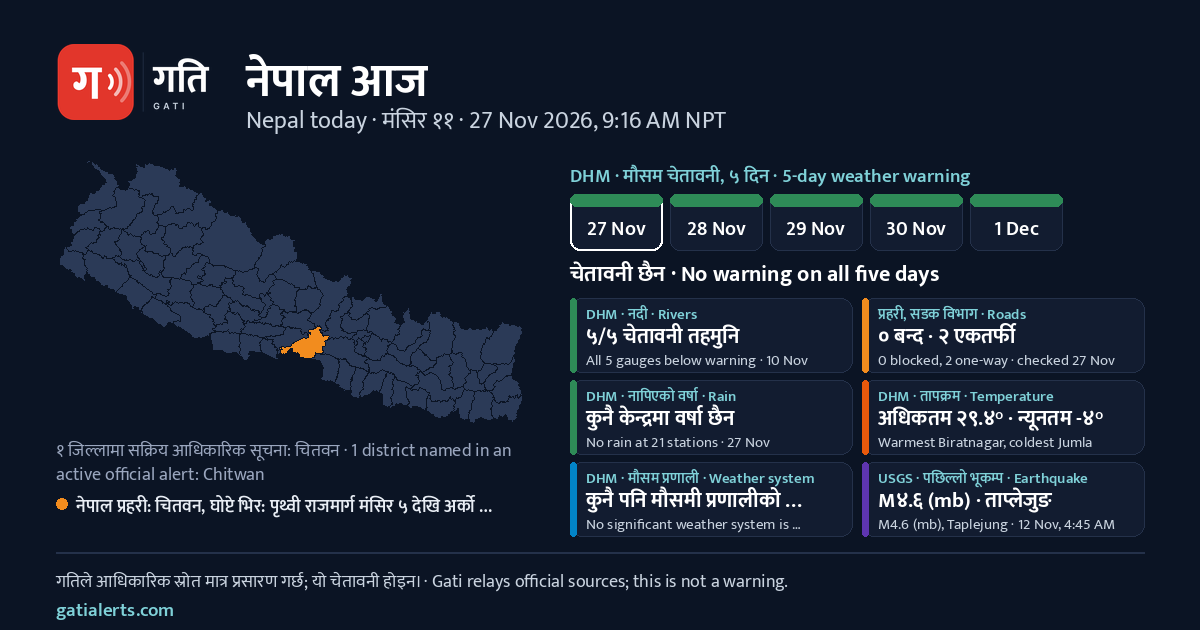 ग
गति
GATI
नेपाल आज
Nepal today · मंसिर ११ · 27 Nov 2026, 9:16 AM NPT
DHM · मौसम चेतावनी, ५ दिन · 5-day weather warning
27 Nov
28 Nov
29 Nov
30 Nov
1 Dec
चेतावनी छैन · No warning on all five days
DHM · नदी · Rivers
५/५ चेतावनी तहमुनि
All 5 gauges below warning · 10 Nov
प्रहरी, सडक विभाग · Roads
० बन्द · २ एकतर्फी
0 blocked, 2 one-way · checked 27 Nov
DHM · नापिएको वर्षा · Rain
कुनै केन्द्रमा वर्षा छैन
No rain at 21 stations · 27 Nov
DHM · तापक्रम · Temperature
अधिकतम २९.४° · न्यूनतम -४°
Warmest Biratnagar, coldest Jumla
DHM · मौसम प्रणाली · Weather system
कुनै पनि मौसमी प्रणालीको ...
No significant weather system is ...
USGS · पछिल्लो भूकम्प · Earthquake
M४.६ (mb) · ताप्लेजुङ
M4.6 (mb), Taplejung · 12 Nov, 4:45 AM
१ जिल्लामा सक्रिय आधिकारिक सूचना: चितवन · 1 district named in an
active official alert: Chitwan
नेपाल प्रहरी: चितवन, घोप्टे भिर: पृथ्वी राजमार्ग मंसिर ५ देखि अर्को ...
गतिले आधिकारिक स्रोत मात्र प्रसारण गर्छ; यो चेतावनी होइन। · Gati relays official sources; this is not a warning.
gatialerts.com